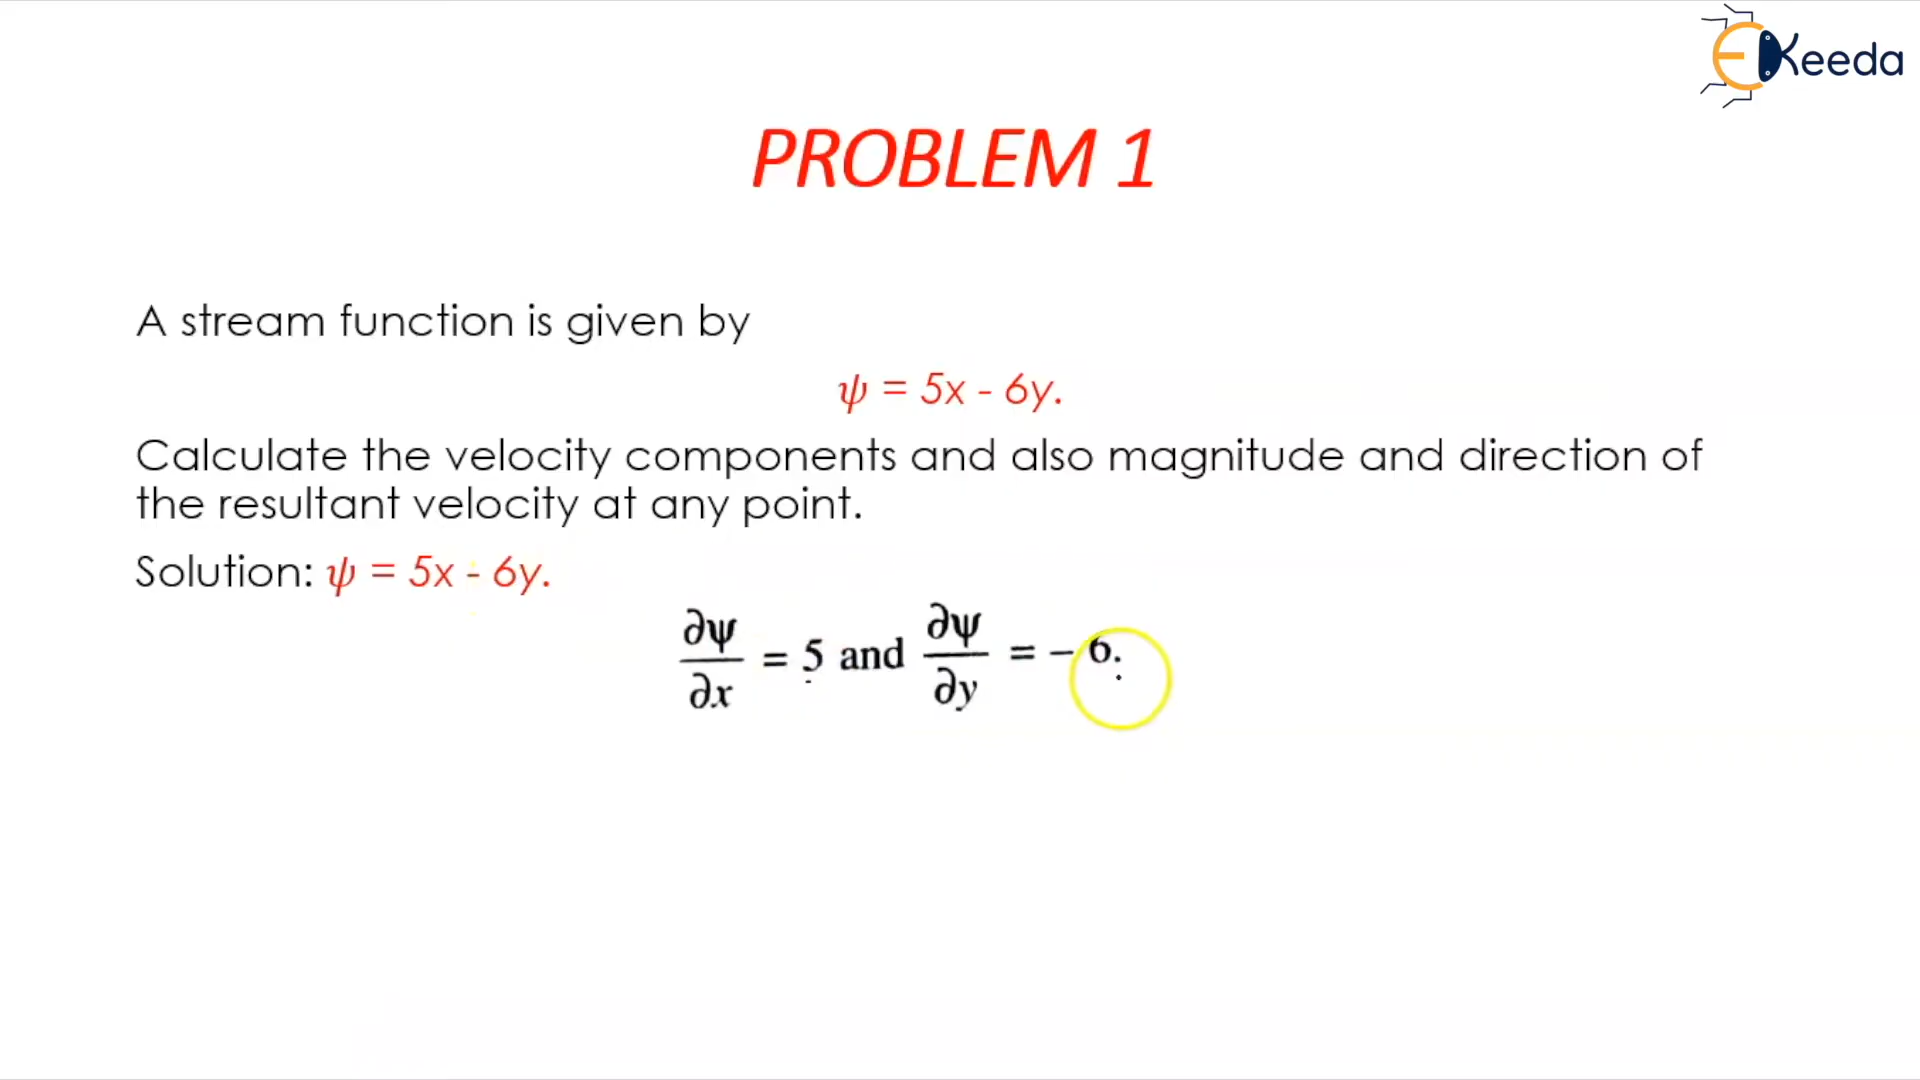 EKeeda
PROBLEM 1
A stream function is given by
ψ = 5x - 6y.
Calculate the velocity components and also magnitude and direction of
the resultant velocity at any point.
Solution: ψ = 5x - 6y.
∂ψ/∂x = 5 and ∂ψ/∂y = – 6.